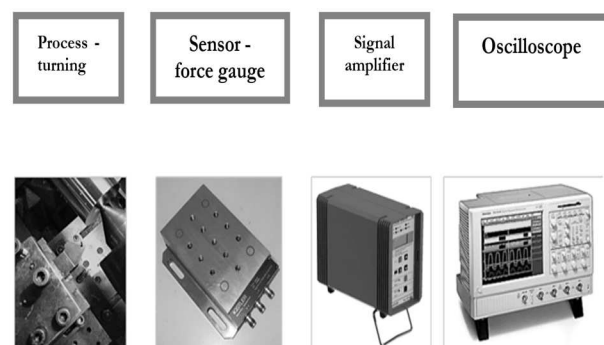 Process -
turning
Sensor -
force gauge
Signal
amplifier
Oscilloscope